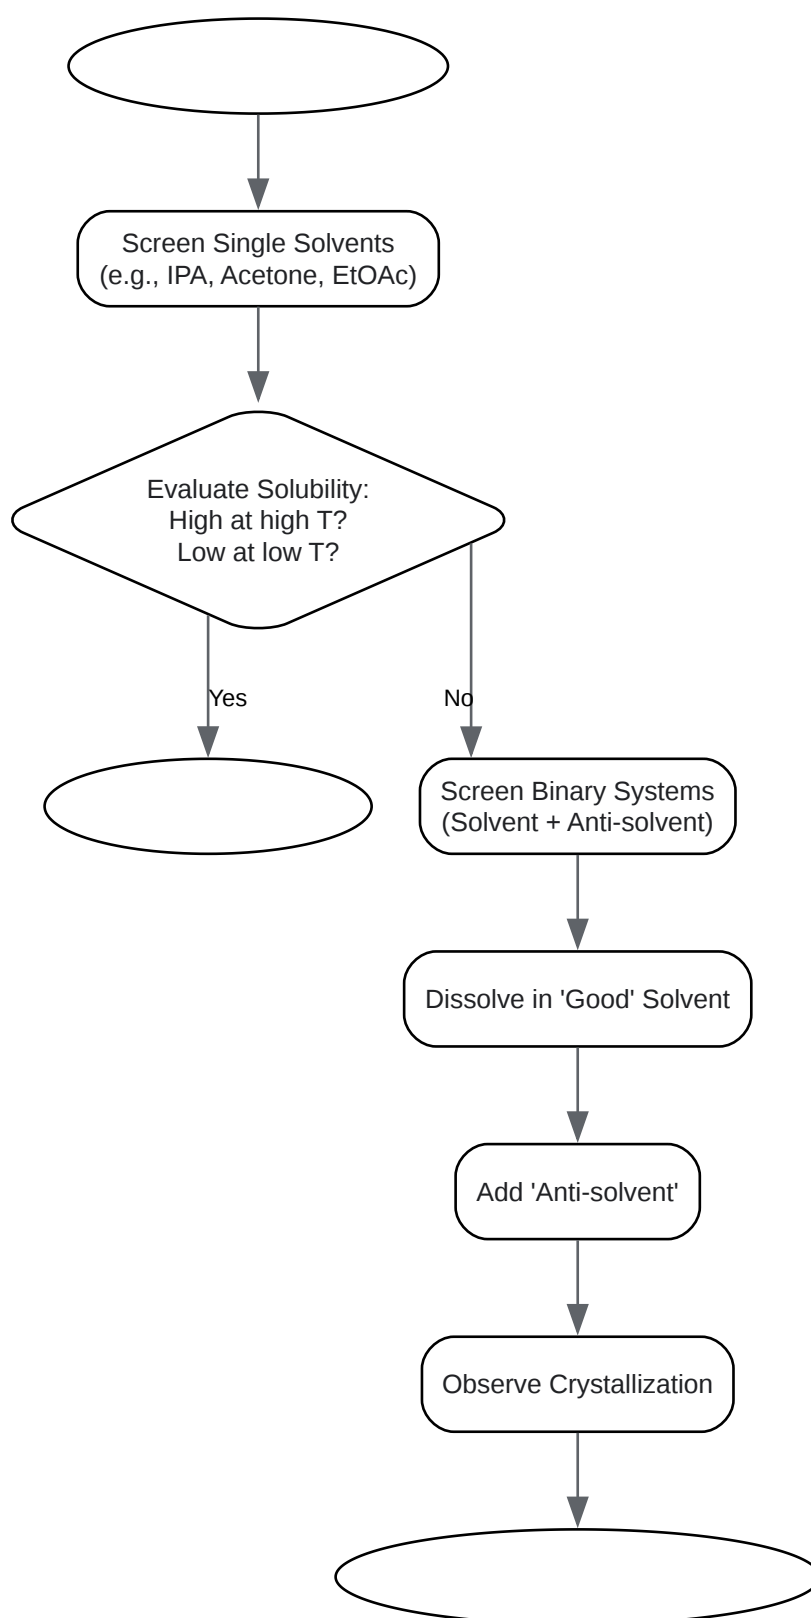 Screen Single Solvents
(e.g., IPA, Acetone, EtOAc)
Evaluate Solubility:
High at high T?
Low at low T?
Yes
No
Screen Binary Systems
(Solvent + Anti-solvent)
Dissolve in 'Good' Solvent
Add 'Anti-solvent'
Observe Crystallization